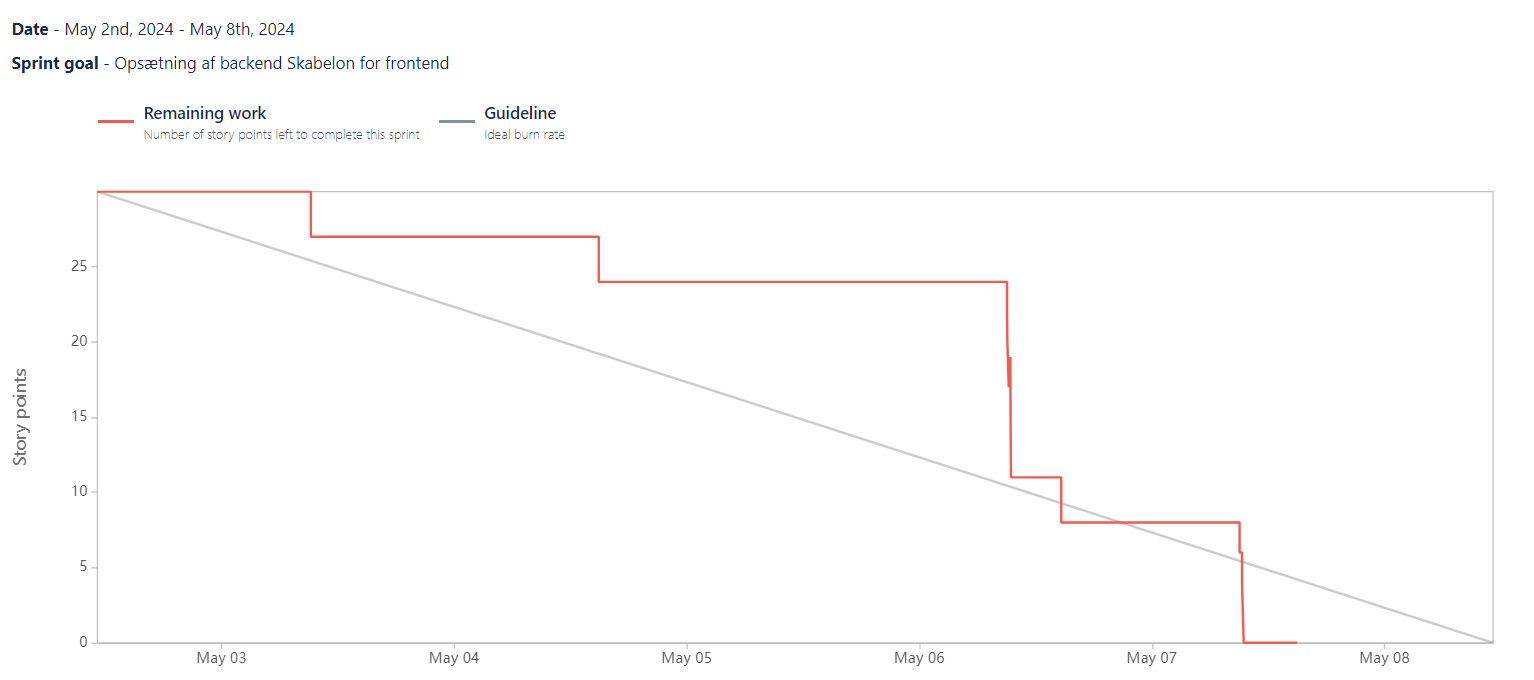 Date - May 2nd, 2024 - May 8th, 2024
Sprint goal - Opsætning af backend Skabelon for frontend
Remaining work
Number of story points left to complete this sprint
Guideline
Ideal burn rate
Story points
25
20
15
10
5
0
May 03
May 04
May 05
May 06
May 07
May 08